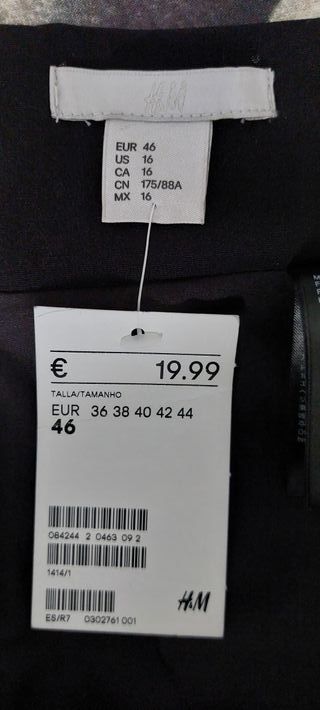 H&M
EUR 46
US 16
CA 16
CN 175/88A
MX 16
€ 19.99
TALLA/TAMANHO
EUR 36 38 40 42 44
46
084244 2 0463 09 2
1414/1
H&M
ES/R7 0302761 001